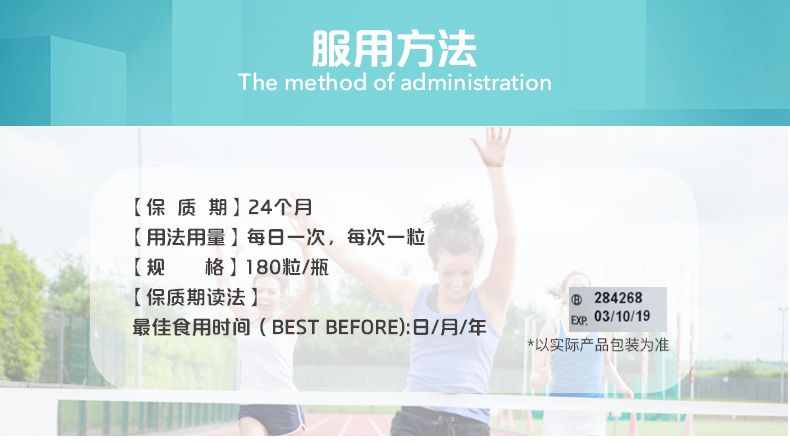 服用方法
The method of administration
【保 质 期】24个月
【用法用量】每日一次，每次一粒
【规 格】180粒/瓶
【保质期读法】
最佳食用时间（BEST BEFORE):日/月/年
Ⓑ 284268
EXP. 03/10/19
*以实际产品包装为准